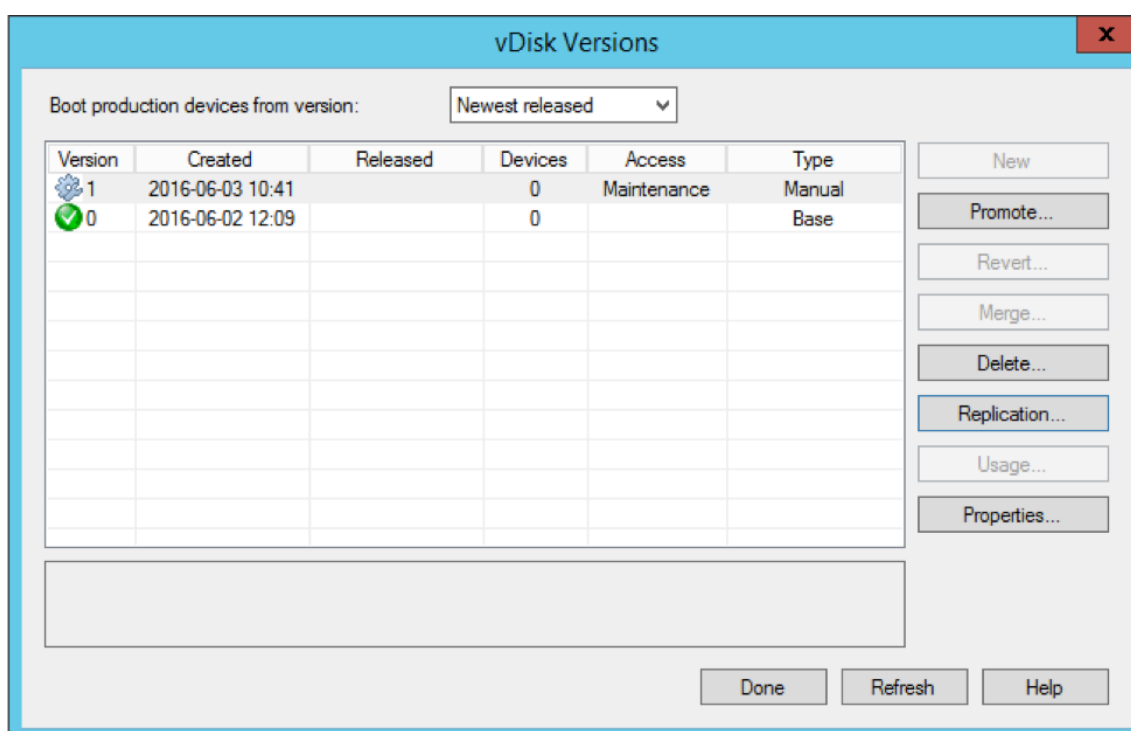 vDisk Versions
x
Boot production devices from version: Newest released
Version Created Released Devices Access Type
1 2016-06-03 10:41 0 Maintenance Manual
0 2016-06-02 12:09 0 Base
New
Promote...
Revert...
Merge...
Delete...
Replication...
Usage...
Properties...
Done Refresh Help